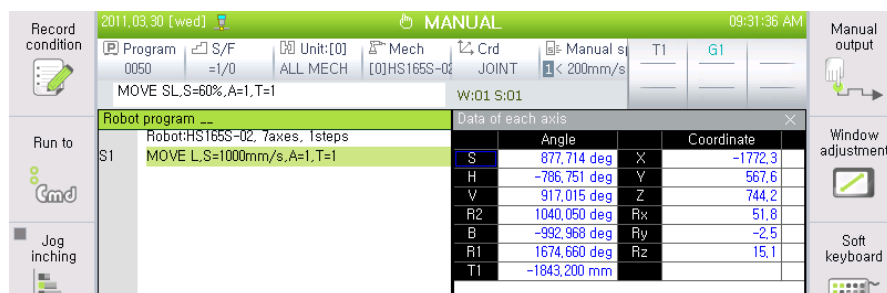 2011,03,30 [wed]
MANUAL
09:31:36 AM
Record condition
P Program
0050
S/F
=1/0
Unit:[0]
ALL MECH
Mech
[0]HS165S-02
Crd
JOINT
Manual
1< 200mm/s
T1
G1
Manual output
MOVE SL,S=60%,A=1,T=1
W:01 S:01
Robot program __
Robot:HS165S-02, 7axes, 1steps
S1 MOVE L,S=1000mm/s,A=1,T=1
Data of each axis
Angle Coordinate
S 877,714 deg X -1772,3
H -786,751 deg Y 567,6
V 917,015 deg Z 744,2
R2 1040,050 deg Rx 51,8
B -992,968 deg Ry -2,5
R1 1674,660 deg Rz 15,1
T1 -1843,200 mm
Run to
Cmd
Jog inching
Window adjustment
Soft keyboard